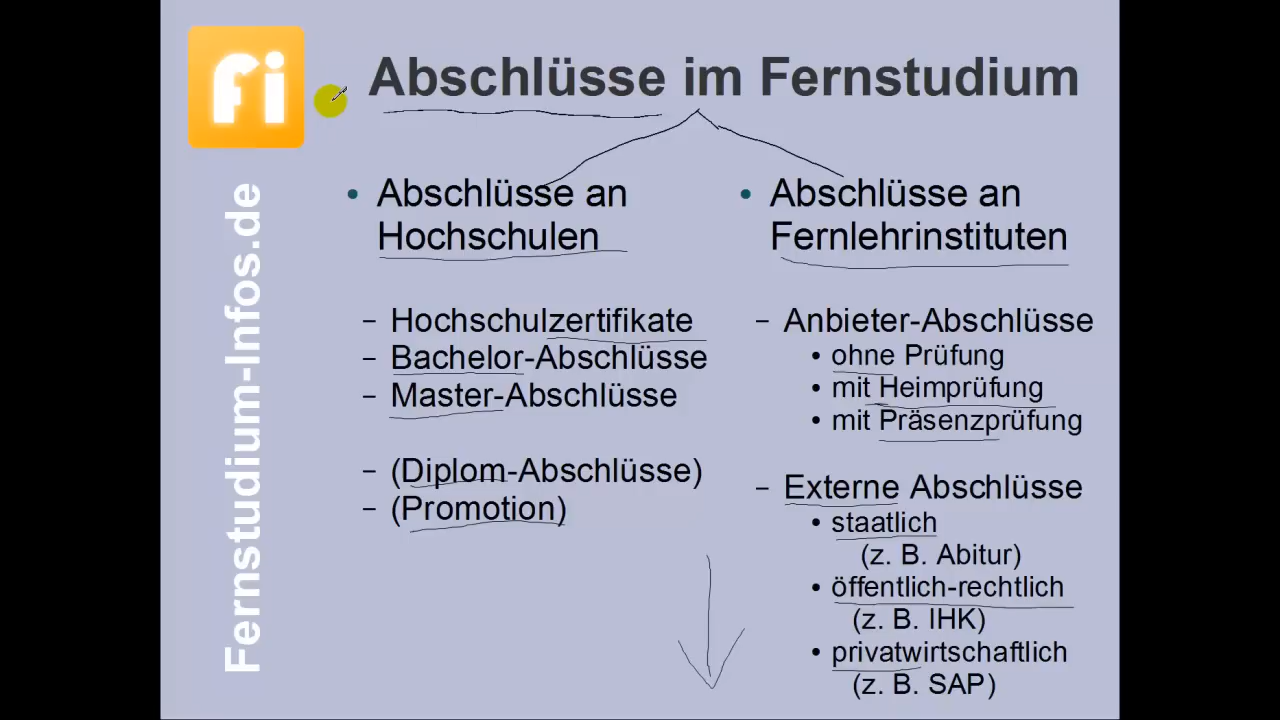 fi
Abschlüsse im Fernstudium
Fernstudium-Infos.de
• Abschlüsse an
Hochschulen
– Hochschulzertifikate
– Bachelor-Abschlüsse
– Master-Abschlüsse
– (Diplom-Abschlüsse)
– (Promotion)
• Abschlüsse an
Fernlehrinstituten
– Anbieter-Abschlüsse
• ohne Prüfung
• mit Heimprüfung
• mit Präsenzprüfung
– Externe Abschlüsse
• staatlich
(z. B. Abitur)
• öffentlich-rechtlich
(z. B. IHK)
• privatwirtschaftlich
(z. B. SAP)